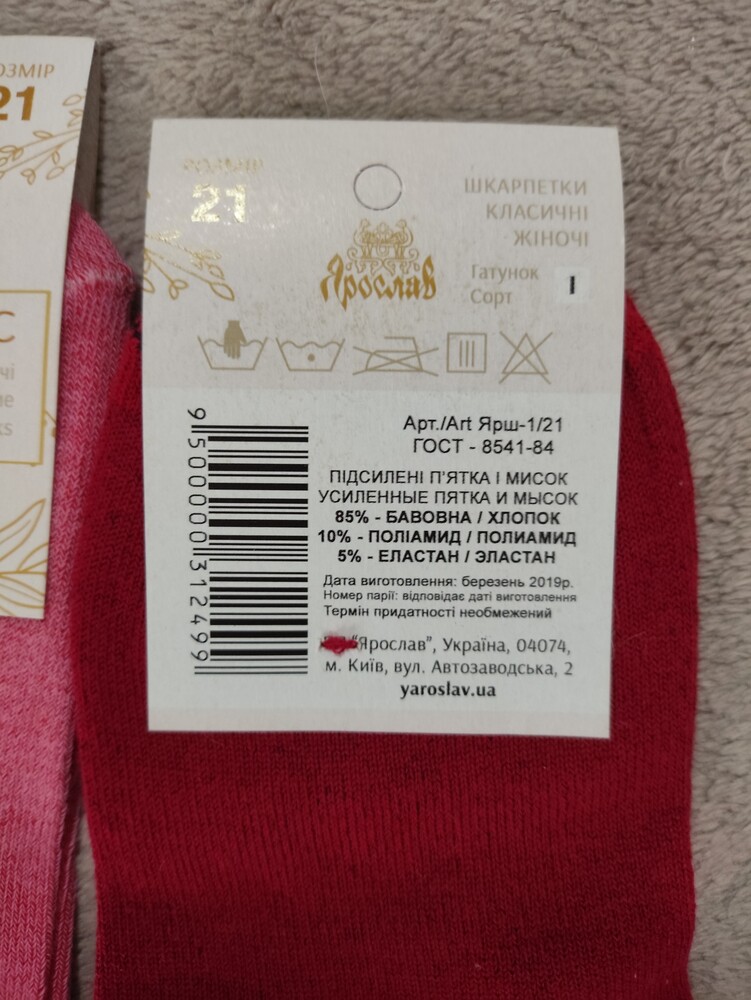 21
РОЗМІР
21
ШКАРПЕТКИ
КЛАСИЧНІ
ЖІНОЧІ
Ярослав
Гатунок
Сорт
I
Арт./Art Ярш-1/21
ГОСТ - 8541-84
ПІДСИЛЕНІ П'ЯТКА І МИСОК
УСИЛЕННЫЕ ПЯТКА И МЫСОК
85% - БАВОВНА / ХЛОПОК
10% - ПОЛІАМИД / ПОЛИАМИД
5% - ЕЛАСТАН / ЭЛАСТАН
Дата виготовлення: березень 2019р.
Номер парії: відповідає даті виготовлення
Термін придатності необмежений
"Ярослав", Україна, 04074,
м. Київ, вул. Автозаводська, 2
yaroslav.ua
9500000312499